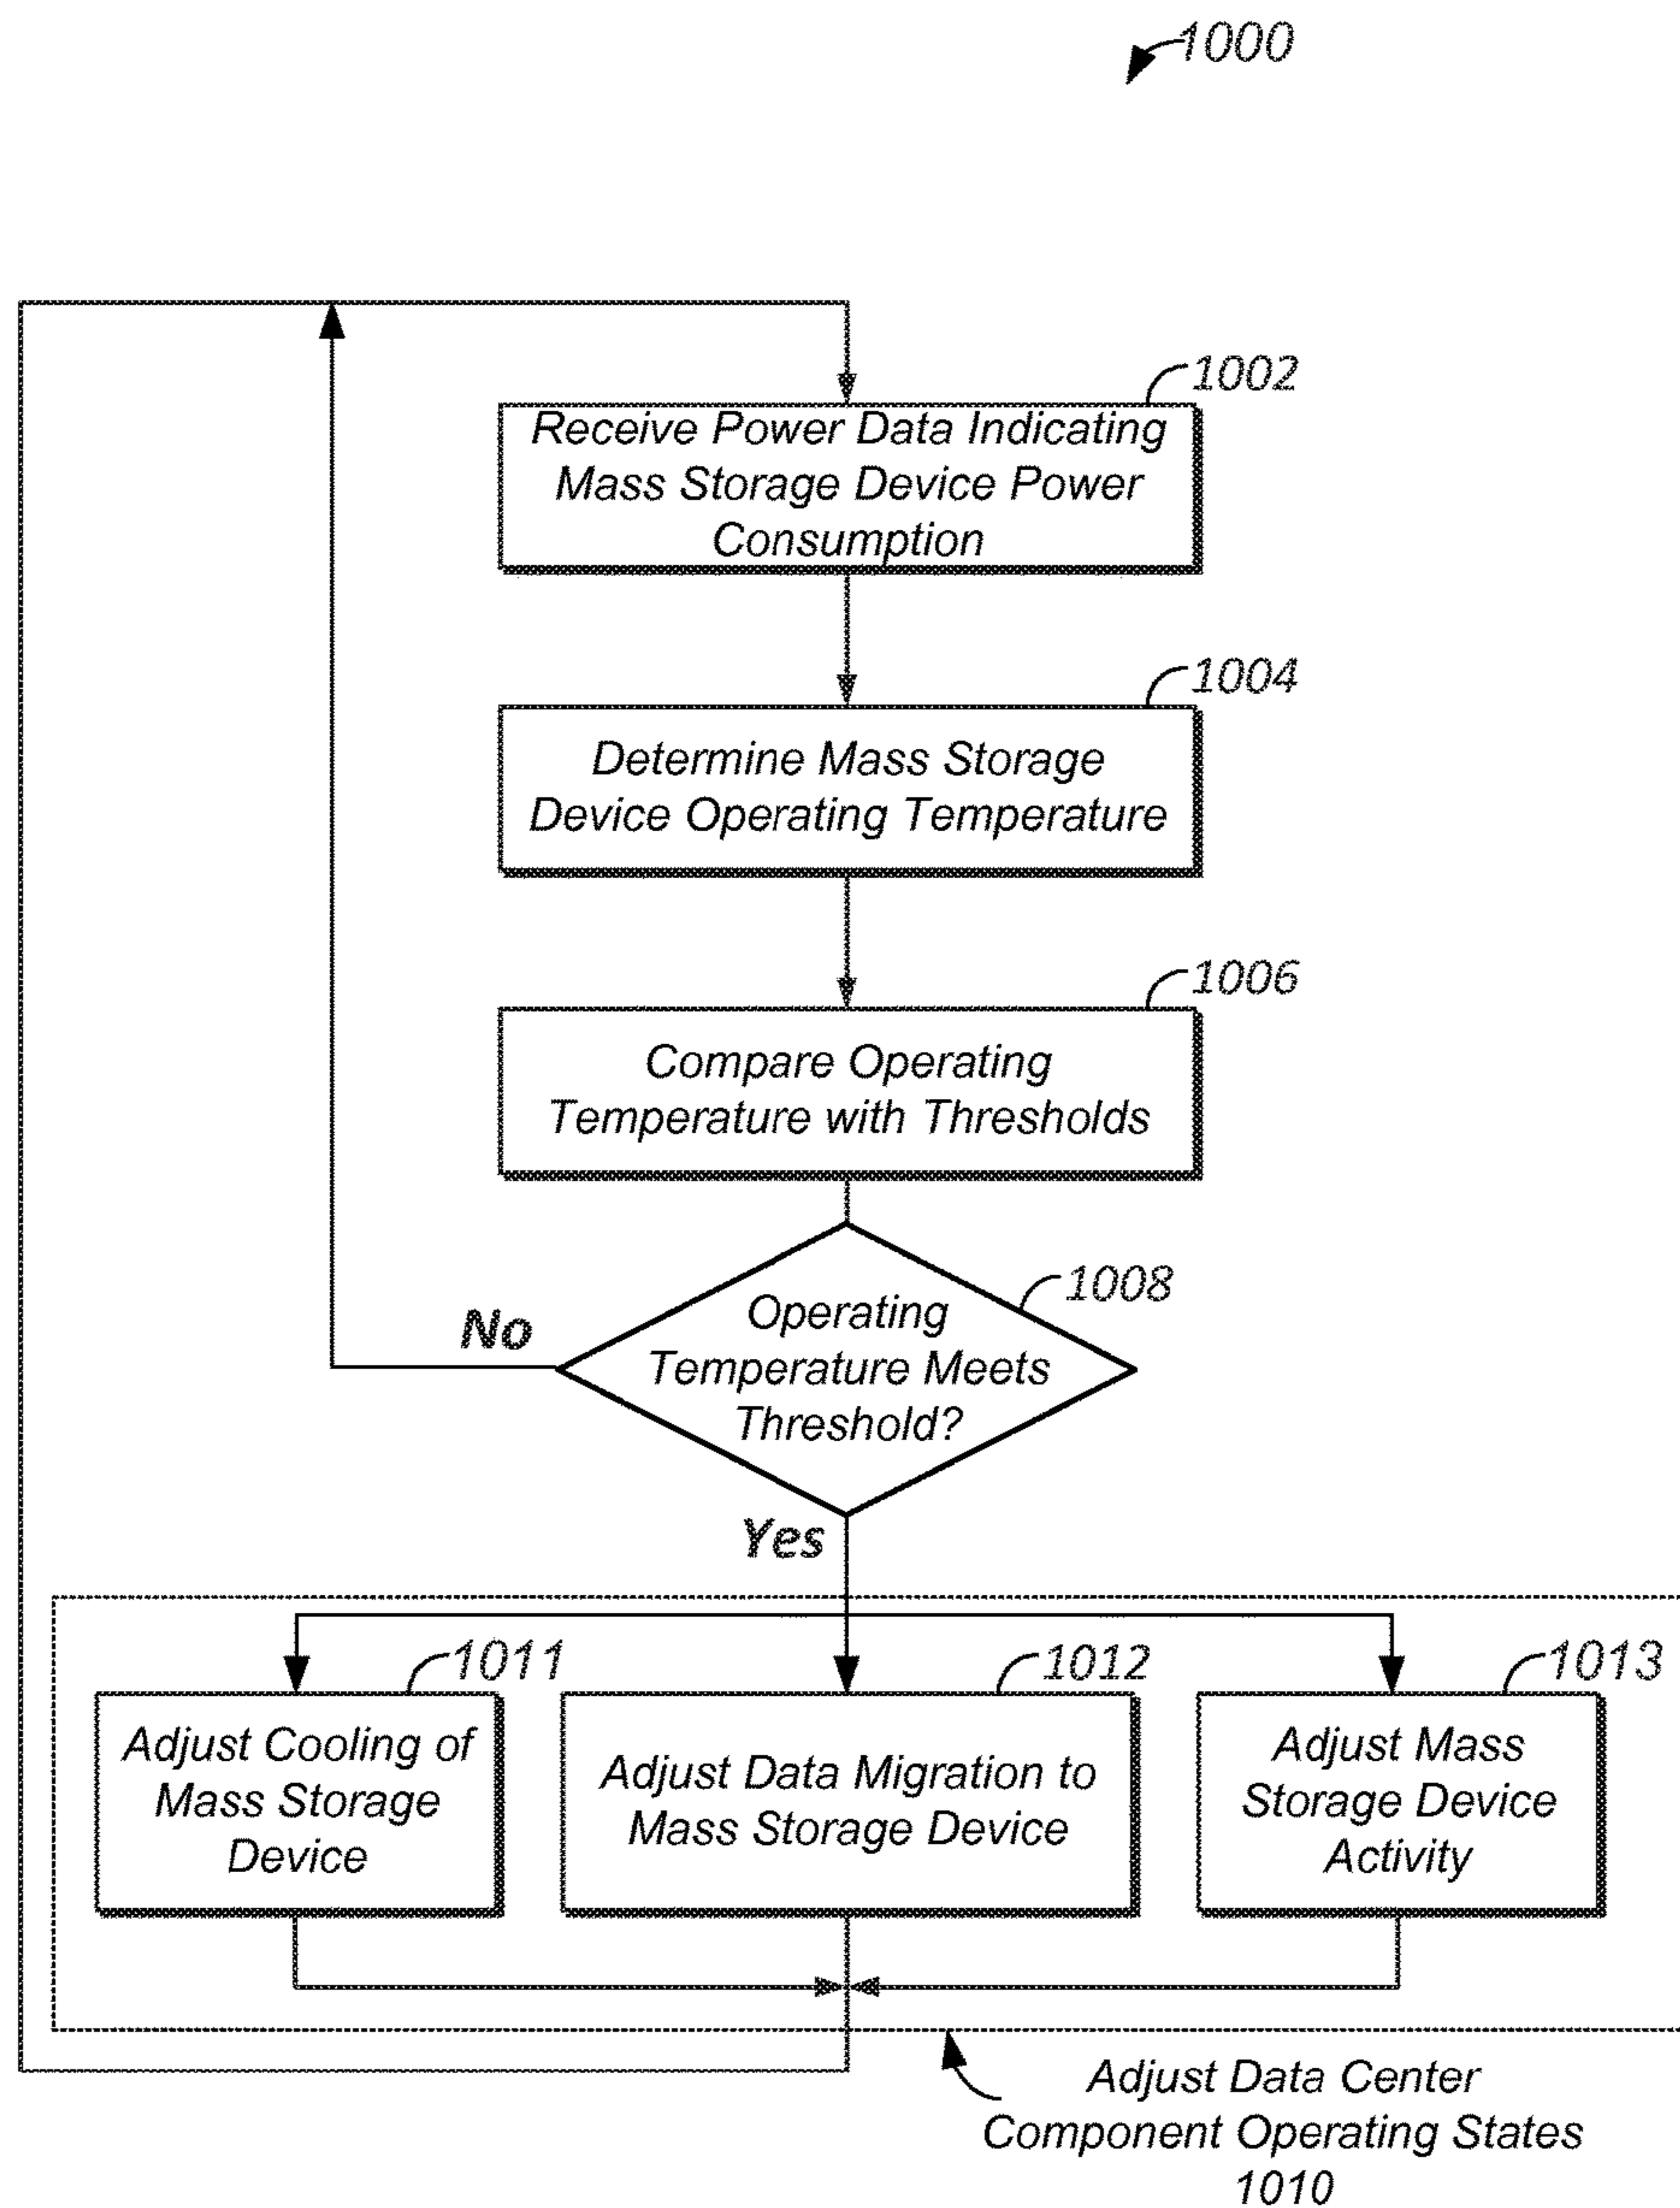 1000
1002
Receive Power Data Indicating
Mass Storage Device Power
Consumption
1004
Determine Mass Storage
Device Operating Temperature
1006
Compare Operating
Temperature with Thresholds
1008
Operating
Temperature Meets
Threshold?
No
Yes
1011
Adjust Cooling of
Mass Storage
Device
1012
Adjust Data Migration to
Mass Storage Device
1013
Adjust Mass
Storage Device
Activity
Adjust Data Center
Component Operating States
1010